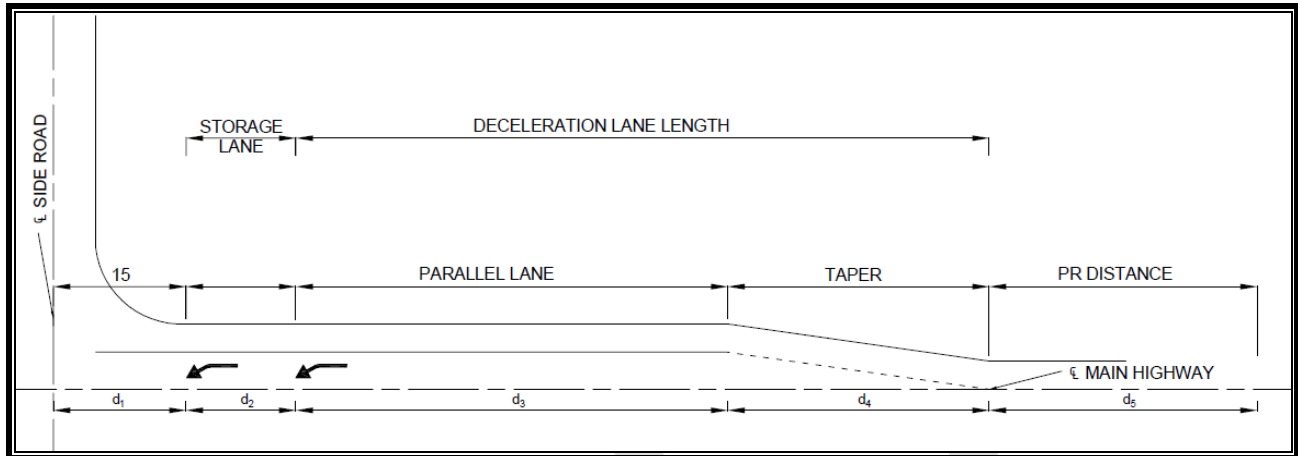 STORAGE
LANE
DECELERATION LANE LENGTH
℄ SIDE ROAD
15
PARALLEL LANE
TAPER
PR DISTANCE
℄ MAIN HIGHWAY
d₁
d₂
d₃
d₄
d₅